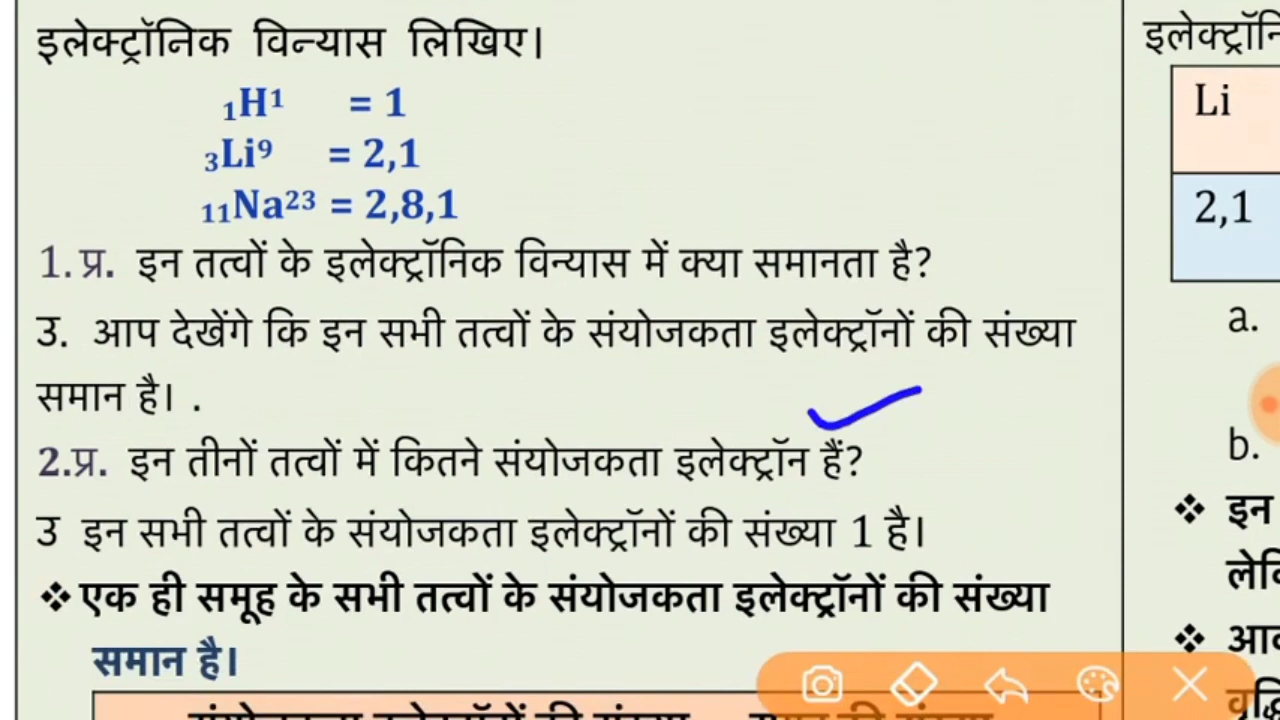 इलेक्ट्रॉनिक विन्यास लिखिए।
₁H¹ = 1
₃Li⁹ = 2,1
₁₁Na²³ = 2,8,1
1. प्र. इन तत्वों के इलेक्ट्रॉनिक विन्यास में क्या समानता है?
उ. आप देखेंगे कि इन सभी तत्वों के संयोजकता इलेक्ट्रॉनों की संख्या
समान है। .
2.प्र. इन तीनों तत्वों में कितने संयोजकता इलेक्ट्रॉन हैं?
उ इन सभी तत्वों के संयोजकता इलेक्ट्रॉनों की संख्या 1 है।
❖ एक ही समूह के सभी तत्वों के संयोजकता इलेक्ट्रॉनों की संख्या
समान है।
Li
2,1
a.
b.
❖ इन
❖